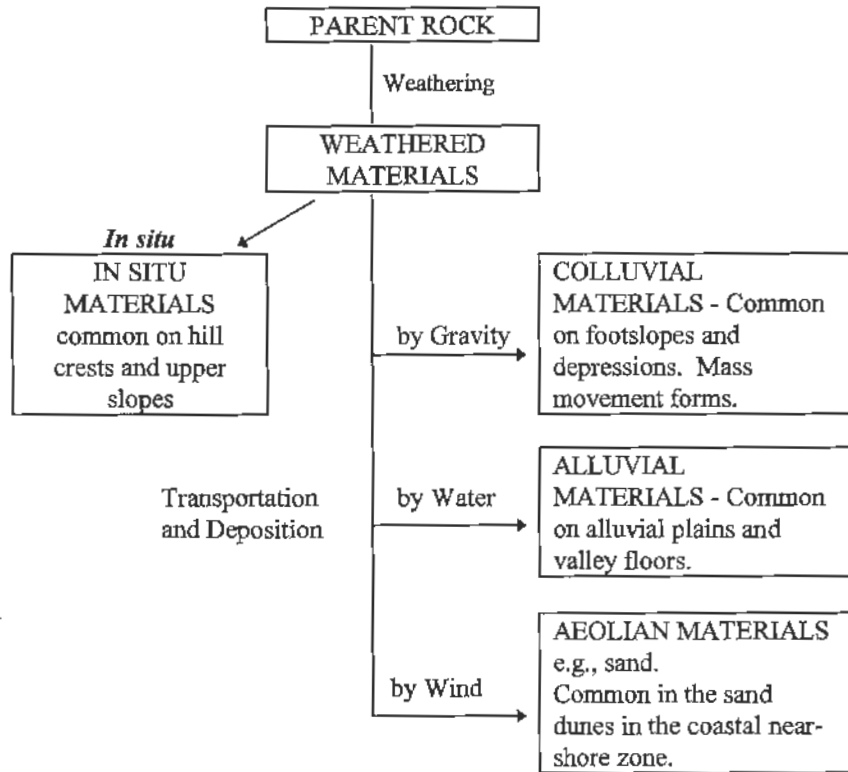 PARENT ROCK
Weathering
WEATHERED
MATERIALS
In situ
IN SITU
MATERIALS
common on hill
crests and upper
slopes
by Gravity
COLLUVIAL
MATERIALS - Common
on footslopes and
depressions. Mass
movement forms.
Transportation
and Deposition
by Water
ALLUVIAL
MATERIALS - Common
on alluvial plains and
valley floors.
by Wind
AEOLIAN MATERIALS
e.g., sand.
Common in the sand
dunes in the coastal near-
shore zone.